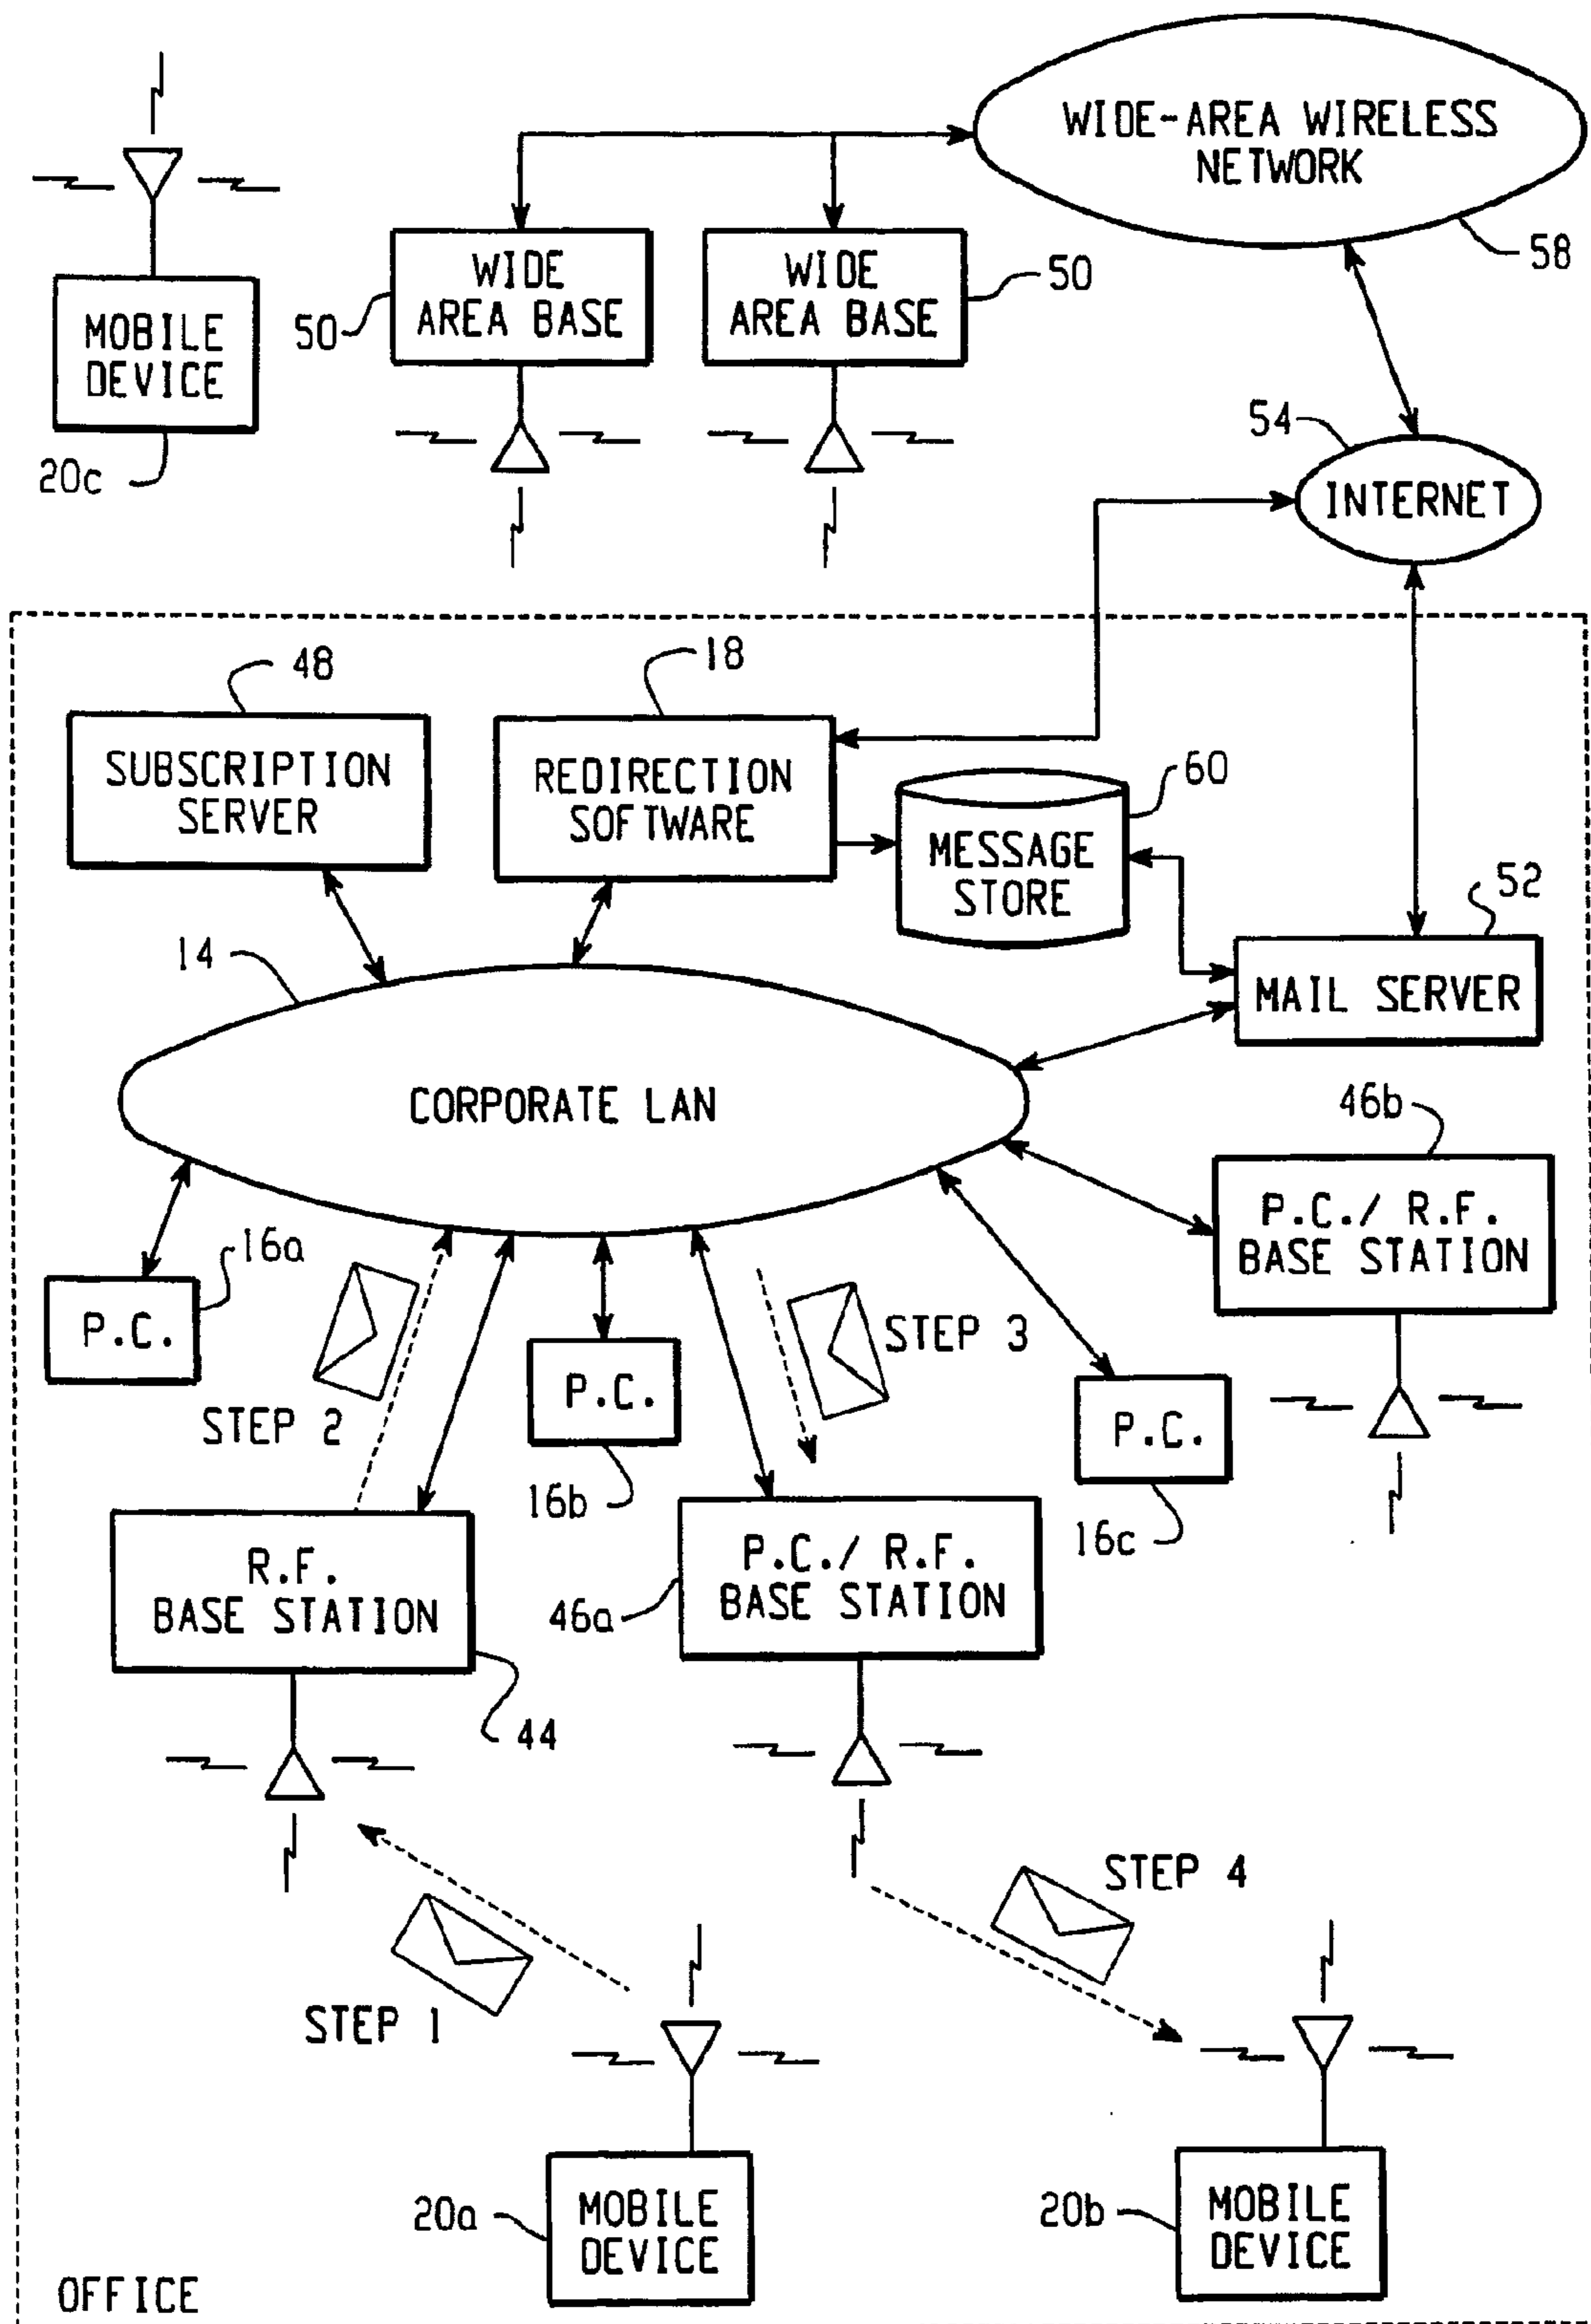 WIDE-AREA WIRELESS
NETWORK
58
WIDE
AREA BASE
50
WIDE
AREA BASE
50
MOBILE
DEVICE
20c
54
INTERNET
48
SUBSCRIPTION
SERVER
18
REDIRECTION
SOFTWARE
60
MESSAGE
STORE
52
MAIL SERVER
14
CORPORATE LAN
46b
P.C./ R.F.
BASE STATION
16a
P.C.
STEP 2
P.C.
16b
STEP 3
P.C.
16c
R.F.
BASE STATION
44
P.C./ R.F.
BASE STATION
46a
STEP 4
STEP 1
20a
MOBILE
DEVICE
20b
MOBILE
DEVICE
OFFICE